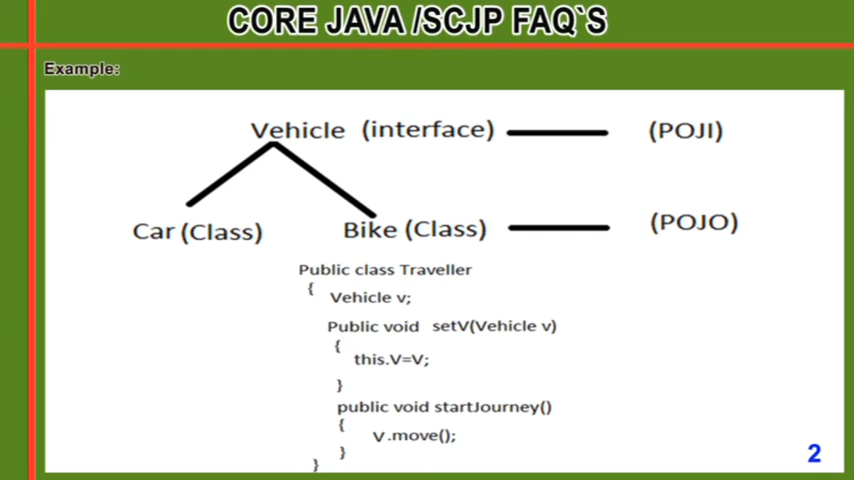 CORE JAVA /SCJP FAQ`S
Example:
Vehicle (interface) (POJI)
Car (Class) Bike (Class) (POJO)
Public class Traveller
{
Vehicle v;
Public void setV(Vehicle v)
{
this.V=V;
}
public void startJourney()
{
V.move();
}
}
2